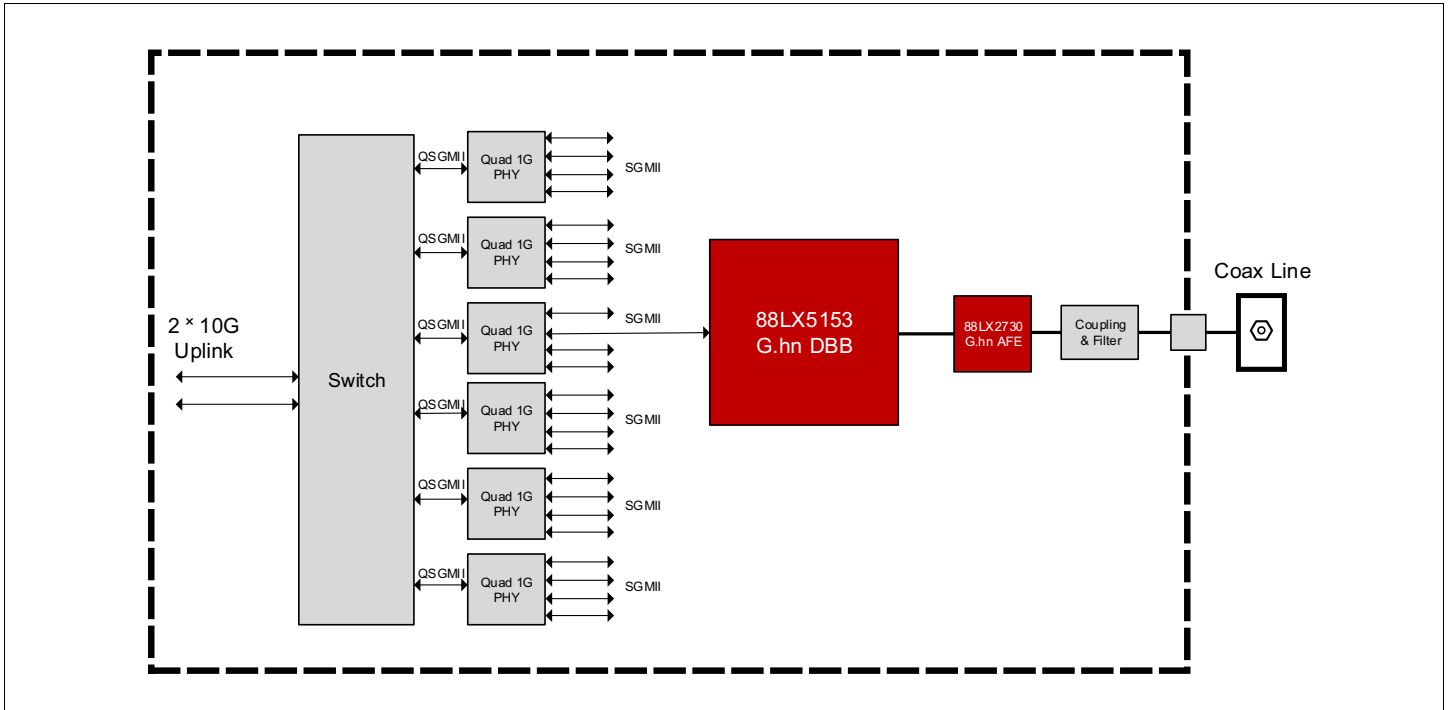 2 × 10G
Uplink
Switch
QSGMII
Quad 1G
PHY
SGMII
QSGMII
Quad 1G
PHY
SGMII
QSGMII
Quad 1G
PHY
SGMII
QSGMII
Quad 1G
PHY
SGMII
QSGMII
Quad 1G
PHY
SGMII
QSGMII
Quad 1G
PHY
SGMII
88LX5153
G.hn DBB
88LX2730
G.hn AFE
Coupling
& Filter
Coax Line